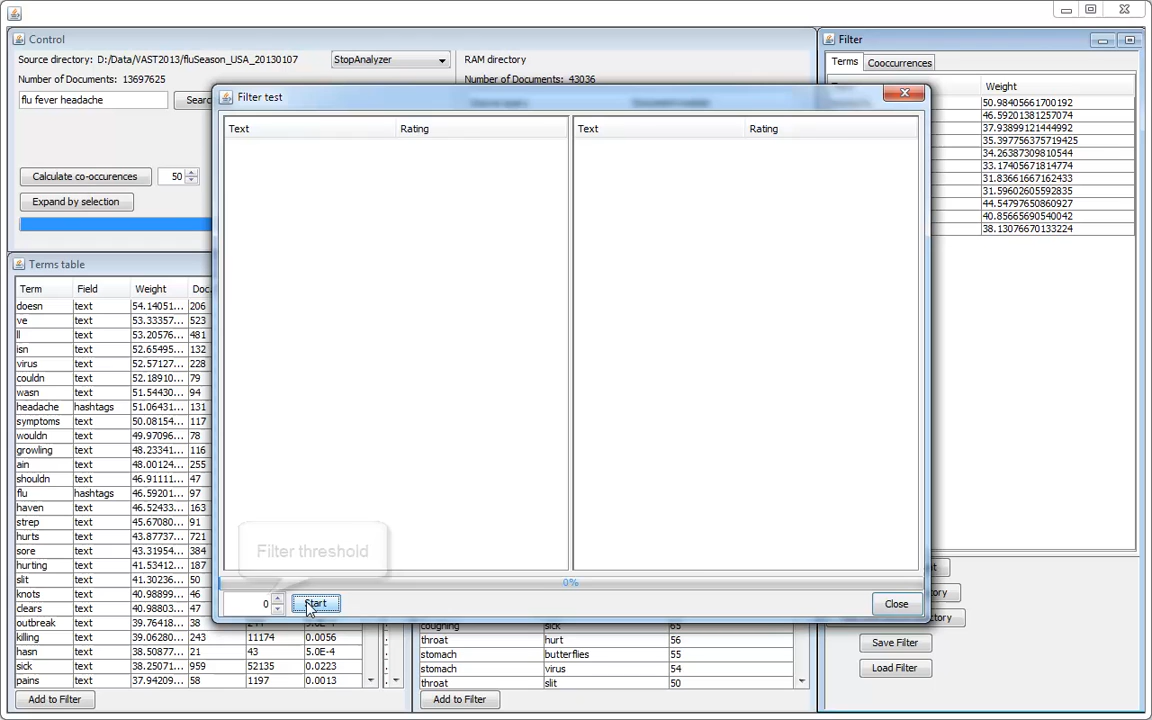 Control
Source directory: D:/Data/VAST2013/fluSeason_USA_20130107
StopAnalyzer
RAM directory
Number of Documents: 13697625
Number of Documents: 43036
flu fever headache
Calculate co-occurences
50
Expand by selection
Terms table
Term Field Weight Doc...
doesn text 54.14051... 206
ve text 53.33357... 523
ll text 53.20576... 481
isn text 52.65495... 132
virus text 52.57127... 228
couldn text 52.18910... 79
wasn text 51.54430... 94
headache hashtags 51.06431... 131
symptoms text 50.08154... 117
wouldn text 49.97096... 78
growling text 48.23341... 116
ain text 48.00124... 255
shouldn text 46.91111... 47
flu hashtags 46.59201... 97
haven text 46.52433... 163
strep text 45.67080... 91
hurts text 43.87737... 721
sore text 43.31954... 384
hurting text 41.53412... 187
slit text 41.30236... 50
knots text 40.98899... 46
clears text 40.98803... 47
outbreak text 39.76418... 38
killing text 39.06280... 243 11174 0.0056
hasn text 38.50877... 21 43 5.0E-4
sick text 38.25071... 959 52135 0.0223
pains text 37.94209... 58 1197 0.0013
Add to Filter
Filter test
Text Rating
Text Rating
Filter threshold
0%
0
Start
Close
coughing sick 65
throat hurt 56
stomach butterflies 55
stomach virus 54
throat slit 50
Add to Filter
Filter
Terms
Cooccurrences
Weight
50.98405661700192
46.59201381257074
37.93899121444992
35.397756375719425
34.26387309810544
33.17405671814774
31.83661667162433
31.59602605592835
44.54797650860927
40.85665690540042
38.13076670133224
Save Filter
Load Filter